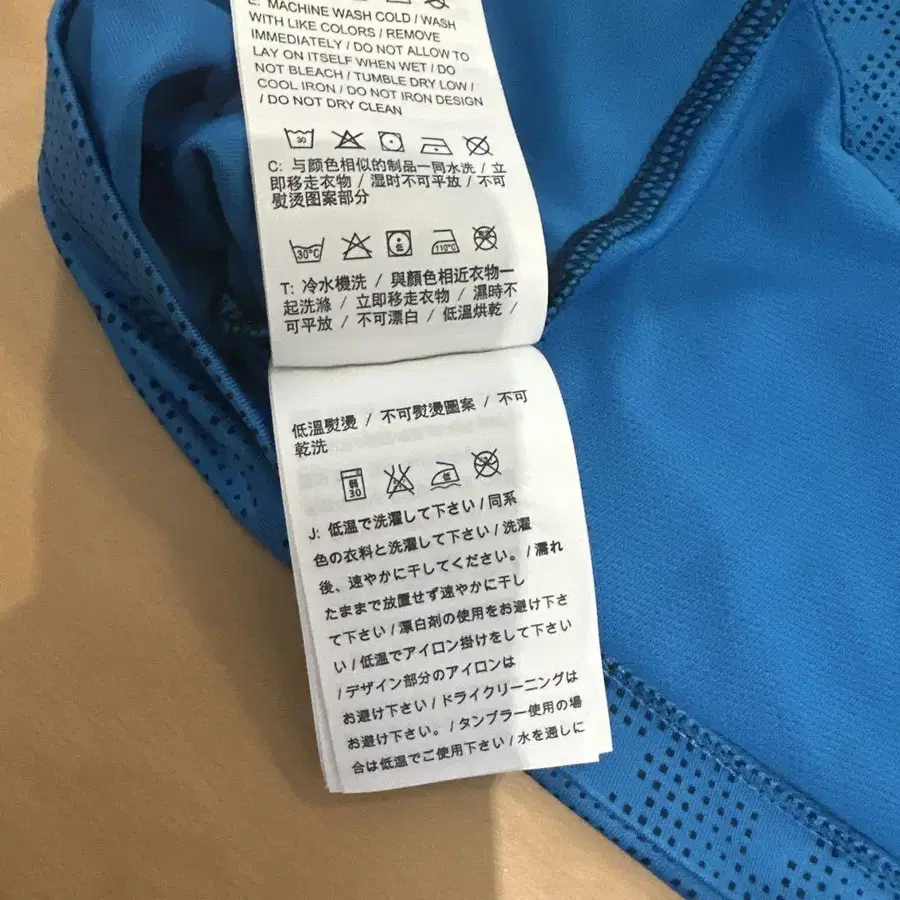 E: MACHINE WASH COLD / WASH
WITH LIKE COLORS / REMOVE
IMMEDIATELY / DO NOT ALLOW TO
LAY ON ITSELF WHEN WET / DO
NOT BLEACH / TUMBLE DRY LOW /
COOL IRON / DO NOT IRON DESIGN
/ DO NOT DRY CLEAN
30
C: 与颜色相似的制品一同水洗 / 立
即移走衣物 / 湿时不可平放 / 不可
熨烫图案部分
30°C 低 110°C
T: 冷水機洗 / 與顏色相近衣物一
起洗滌 / 立即移走衣物 / 濕時不
可平放 / 不可漂白 / 低溫烘乾 /
低溫熨燙 / 不可熨燙圖案 / 不可
乾洗
弱 30 低
J: 低温で洗濯して下さい / 同系
色の衣料と洗濯して下さい / 洗濯
後、速やかに干してください。/ 濡れ
たままで放置せず速やかに干し
て下さい / 漂白剤の使用をお避け下さ
い / 低温でアイロン掛けをして下さい
/ デザイン部分のアイロンは
お避け下さい / ドライクリーニングは
お避け下さい。/ タンブラー使用の場
合は低温でご使用下さい / 水を通しに